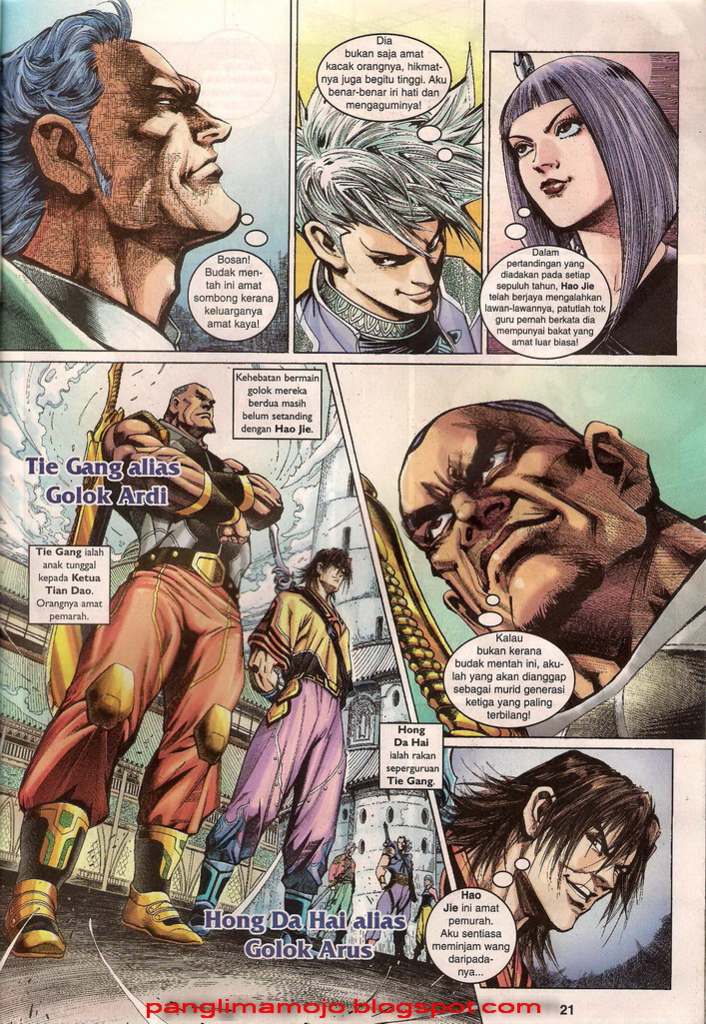 Bosan!
Budak men-
tah ini amat
sombong kerana
keluarganya
amat kaya!
Dia
bukan saja amat
kacak orangnya, hikmat-
nya juga begitu tinggi. Aku
benar-benar iri hati dan
mengaguminya!
Dalam
pertandingan yang
diadakan pada setiap
sepuluh tahun, Hao Jie
telah berjaya mengalahkan
lawan-lawannya, patutlah tok
guru pernah berkata dia
mempunyai bakat yang
amat luar biasa!
Kehebatan bermain
golok mereka
berdua masih
belum setanding
dengan Hao Jie.
Tie Gang alias
Golok Ardi
Tie Gang ialah
anak tunggal
kepada Ketua
Tian Dao.
Orangnya amat
pemarah.
Kalau
bukan kerana
budak mentah ini, aku-
lah yang akan dianggap
sebagai murid generasi
ketiga yang paling
terbilang!
Hong
Da Hai
ialah rakan
seperguruan
Tie Gang.
Hong Da Hai alias
Golok Arus
Hao
Jie ini amat
pemurah.
Aku sentiasa
meminjam wang
daripada-
nya...
21
panglimamojo.blogspot.com